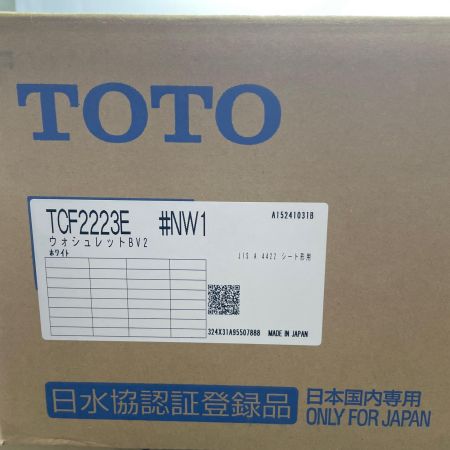 TOTO
TCF2223E #NW1
A15241031B
ウォシュレットBV2
ホワイト
JIS A 4422 シート形用
324X31A95507888 MADE IN JAPAN
日水協認証登録品
日本国内専用
ONLY FOR JAPAN